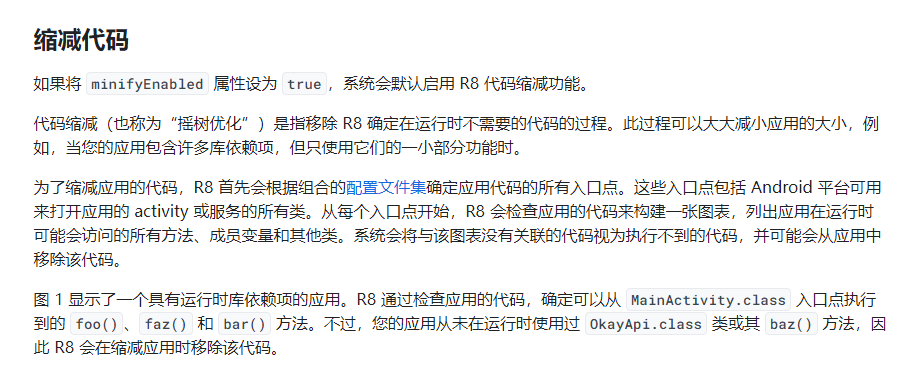 缩减代码
如果将 minifyEnabled 属性设为 true，系统会默认启用 R8 代码缩减功能。
代码缩减（也称为“摇树优化”）是指移除 R8 确定在运行时不需要的代码的过程。此过程可以大大减小应用的大小，例
如，当您的应用包含许多库依赖项，但只使用它们的一小部分功能时。
为了缩减应用的代码，R8 首先会根据组合的配置文件集确定应用代码的所有入口点。这些入口点包括 Android 平台可用
来打开应用的 activity 或服务的所有类。从每个入口点开始，R8 会检查应用的代码来构建一张图表，列出应用在运行时
可能会访问的所有方法、成员变量和其他类。系统会将与该图表没有关联的代码视为执行不到的代码，并可能会从应用中
移除该代码。
图 1 显示了一个具有运行时库依赖项的应用。R8 通过检查应用的代码，确定可以从 MainActivity.class 入口点执行
到的 foo()、faz() 和 bar() 方法。不过，您的应用从未在运行时使用过 OkayApi.class 类或其 baz() 方法，因
此 R8 会在缩减应用时移除该代码。